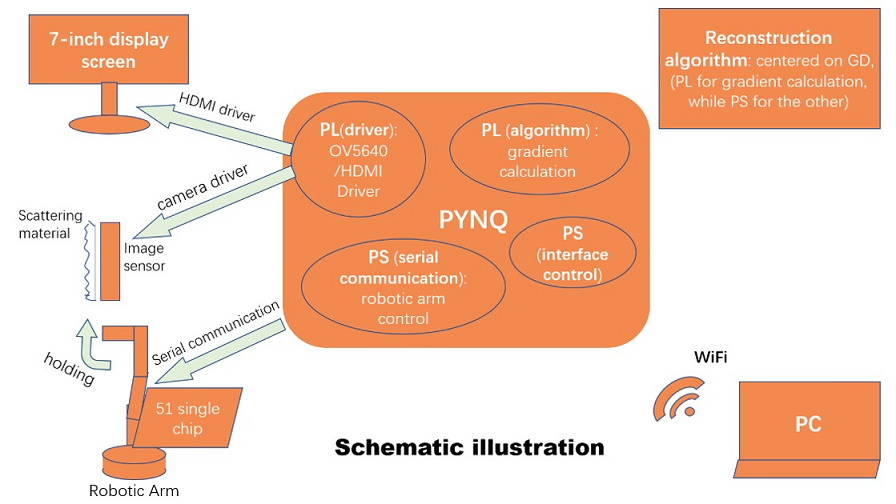 7-inch display
screen
Reconstruction
algorithm: centered on GD,
(PL for gradient calculation,
while PS for the other)
HDMI driver
PL(driver):
OV5640
/HDMI
Driver
PL (algorithm) :
gradient
calculation
camera driver
PYNQ
Scattering
material
Image
sensor
PS
(interface
control)
PS (serial
communication):
robotic arm
control
Serial communication
holding
WiFi
51 single
chip
PC
Schematic illustration
Robotic Arm